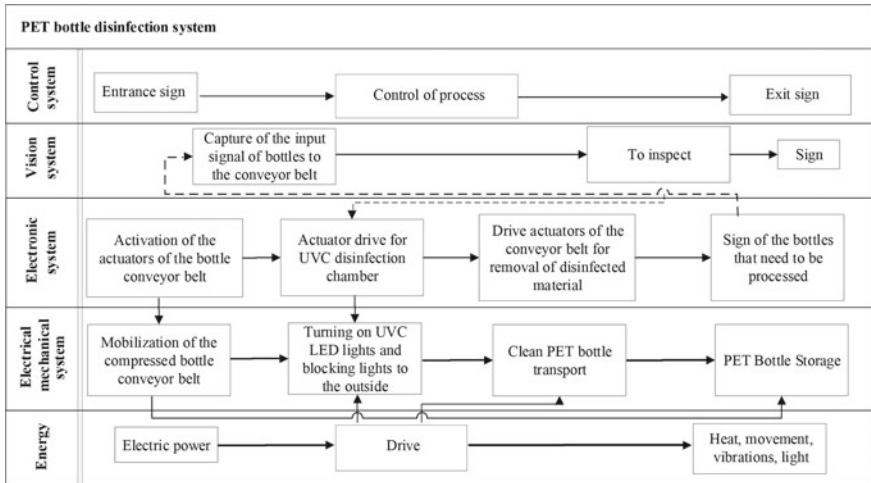 PET bottle disinfection system
Control
system
Entrance sign
Control of process
Exit sign
Vision
system
Capture of the input
signal of bottles to
the conveyor belt
To inspect
Sign
Electronic
system
Activation of the
actuators of the bottle
conveyor belt
Actuator drive for
UVC disinfection
chamber
Drive actuators of the
conveyor belt for
removal of disinfected
material
Sign of the bottles
that need to be
processed
Electrical
mechanical
system
Mobilization of the
compressed bottle
conveyor belt
Turning on UVC
LED lights and
blocking lights to
the outside
Clean PET bottle
transport
PET Bottle Storage
Energy
Electric power
Drive
Heat, movement,
vibrations, light